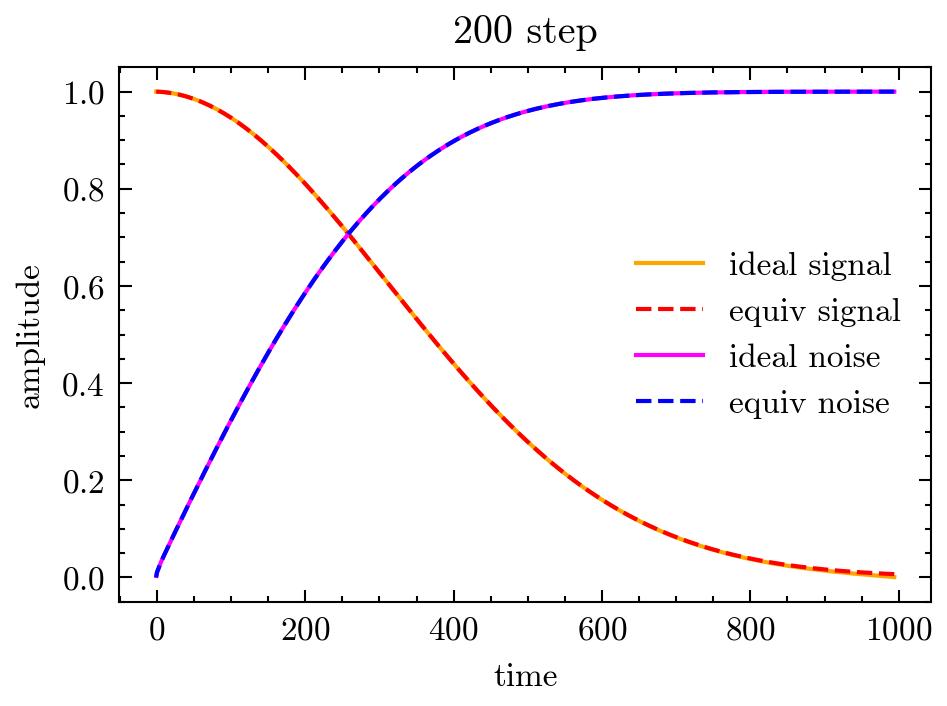 200 step
amplitude
1.0
0.8
0.6
0.4
0.2
0.0
ideal signal
equiv signal
ideal noise
equiv noise
0 200 400 600 800 1000
time